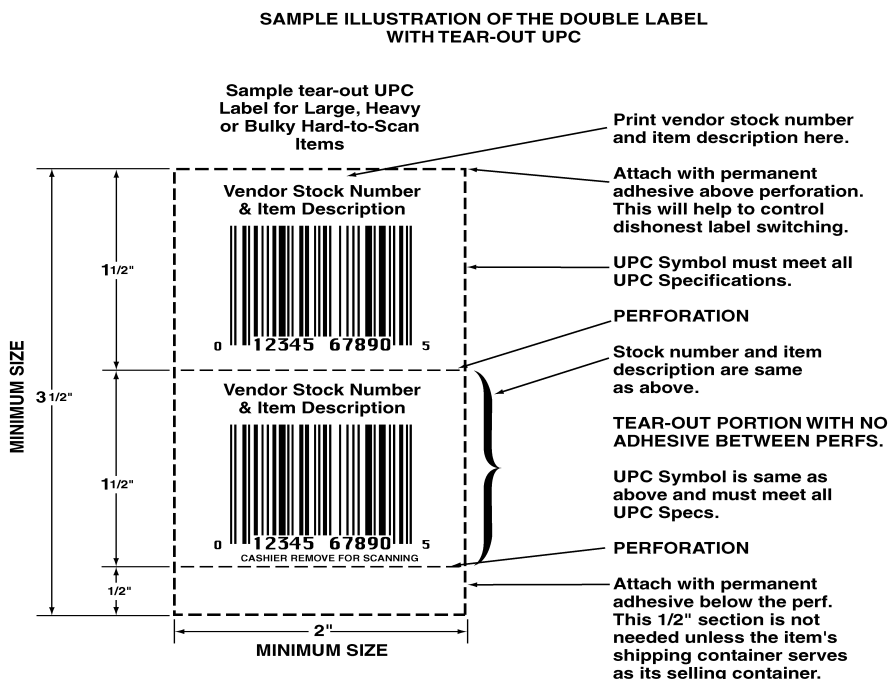 SAMPLE ILLUSTRATION OF THE DOUBLE LABEL
WITH TEAR-OUT UPC
Sample tear-out UPC
Label for Large, Heavy
or Bulky Hard-to-Scan
Items
Print vendor stock number
and item description here.
Attach with permanent
adhesive above perforation.
This will help to control
dishonest label switching.
UPC Symbol must meet all
UPC Specifications.
PERFORATION
Stock number and item
description are same
as above.
TEAR-OUT PORTION WITH NO
ADHESIVE BETWEEN PERFS.
UPC Symbol is same as
above and must meet all
UPC Specs.
PERFORATION
Attach with permanent
adhesive below the perf.
This 1/2" section is not
needed unless the item's
shipping container serves
as its selling container.
Vendor Stock Number
& Item Description
0 12345 67890 5
Vendor Stock Number
& Item Description
0 12345 67890 5
CASHIER REMOVE FOR SCANNING
MINIMUM SIZE
3 1/2"
1 1/2"
1 1/2"
1/2"
2"
MINIMUM SIZE